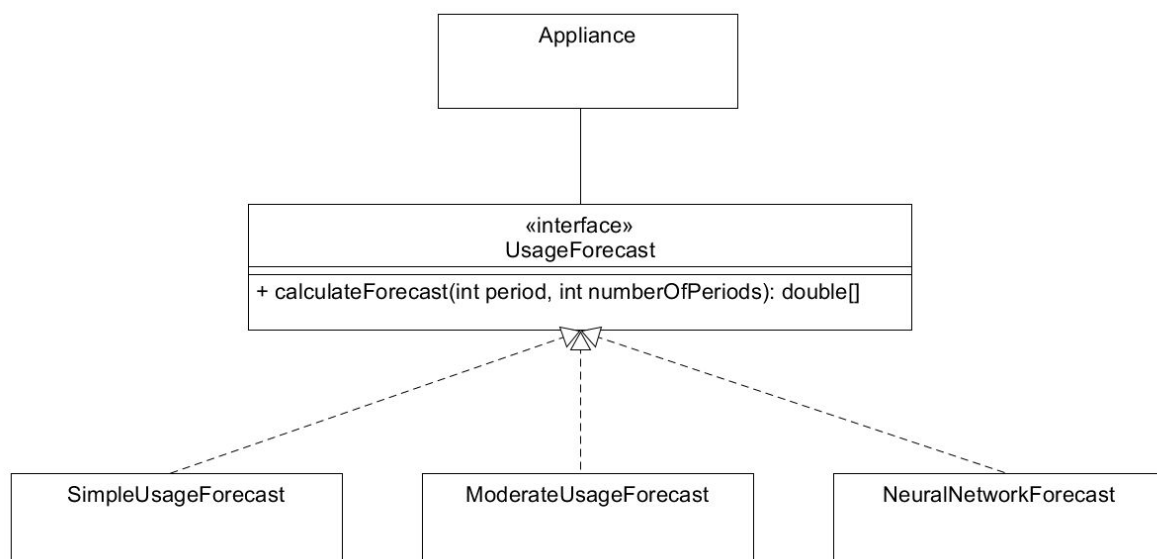 Appliance
«interface»
UsageForecast
+ calculateForecast(int period, int numberOfPeriods): double[]
SimpleUsageForecast
ModerateUsageForecast
NeuralNetworkForecast